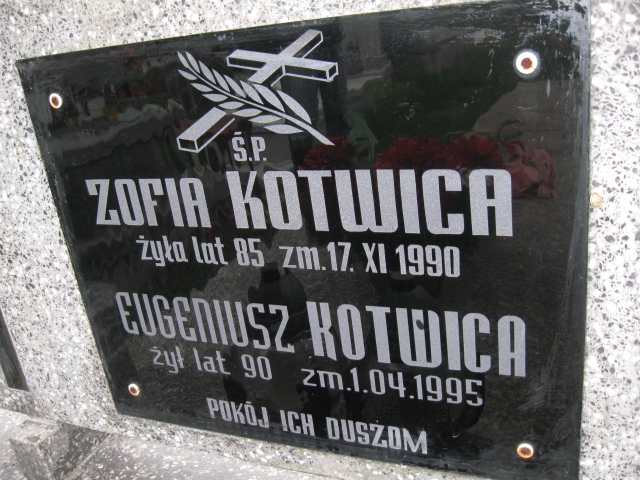 Ś.P.
ZOFIA KOTWICA
żyła lat 85 zm. 17. XI 1990
EUGENIUSZ KOTWICA
żył lat 90 zm. 1.04.1995
POKÓJ ICH DUSZOM